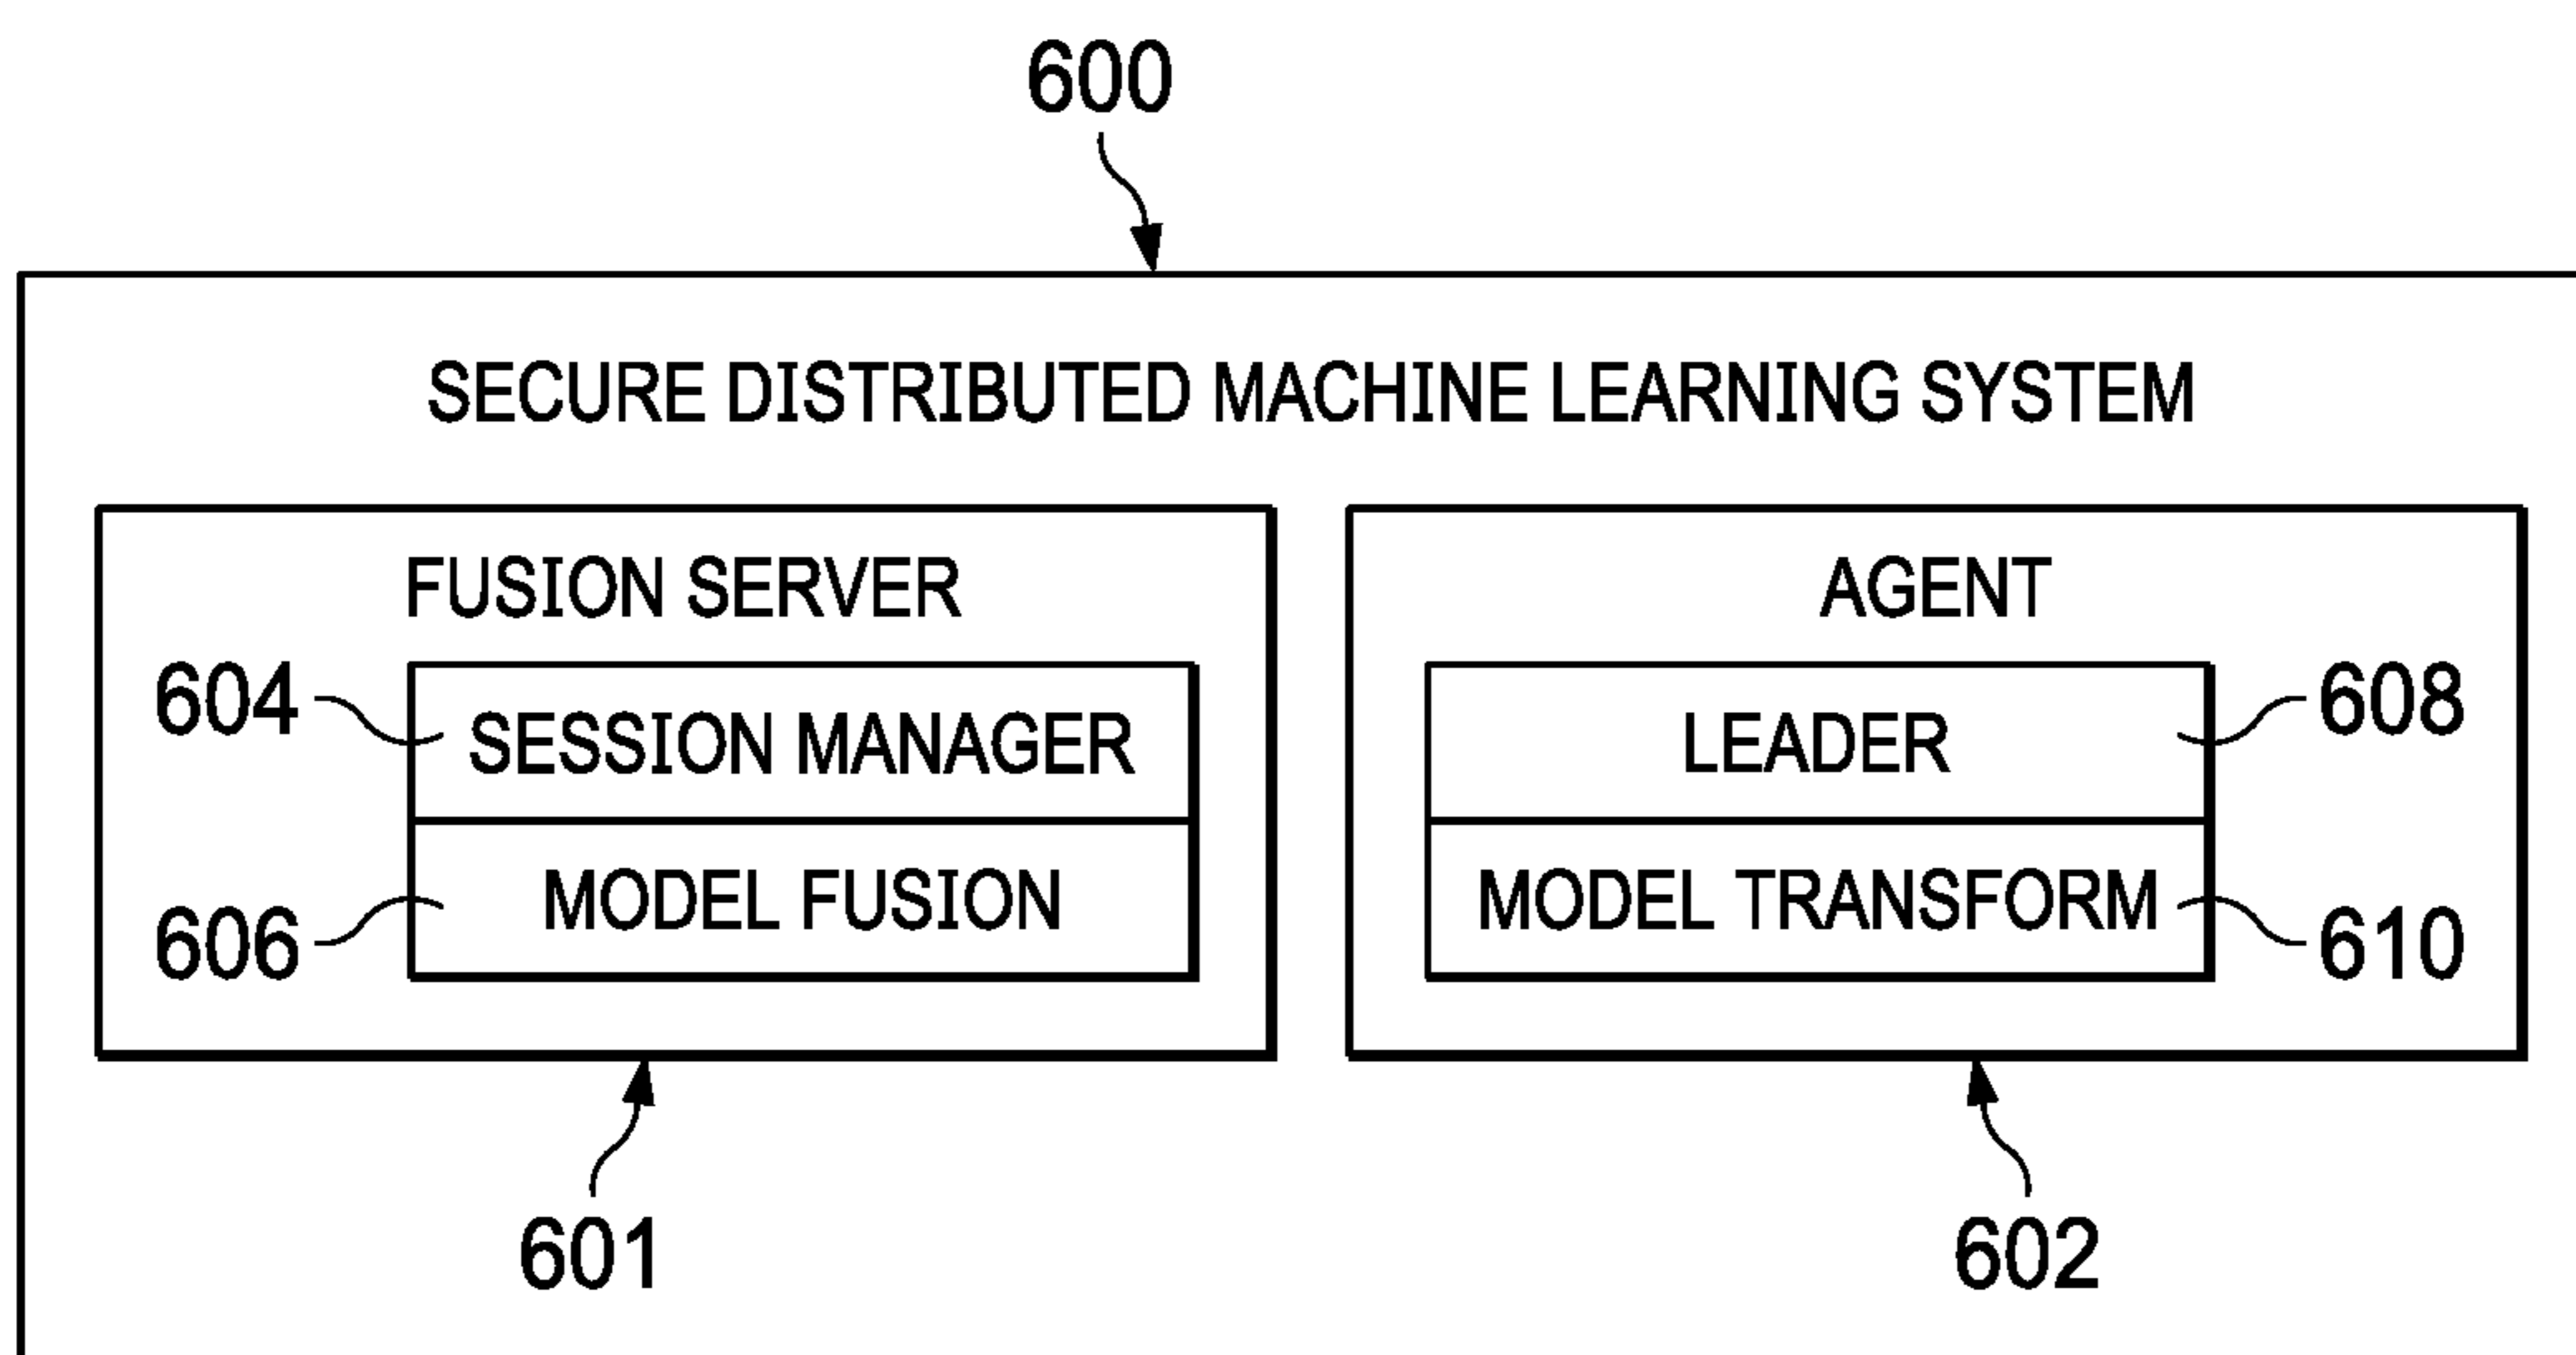 600
SECURE DISTRIBUTED MACHINE LEARNING SYSTEM
FUSION SERVER
604
SESSION MANAGER
606
MODEL FUSION
601
AGENT
LEADER
608
MODEL TRANSFORM
610
602